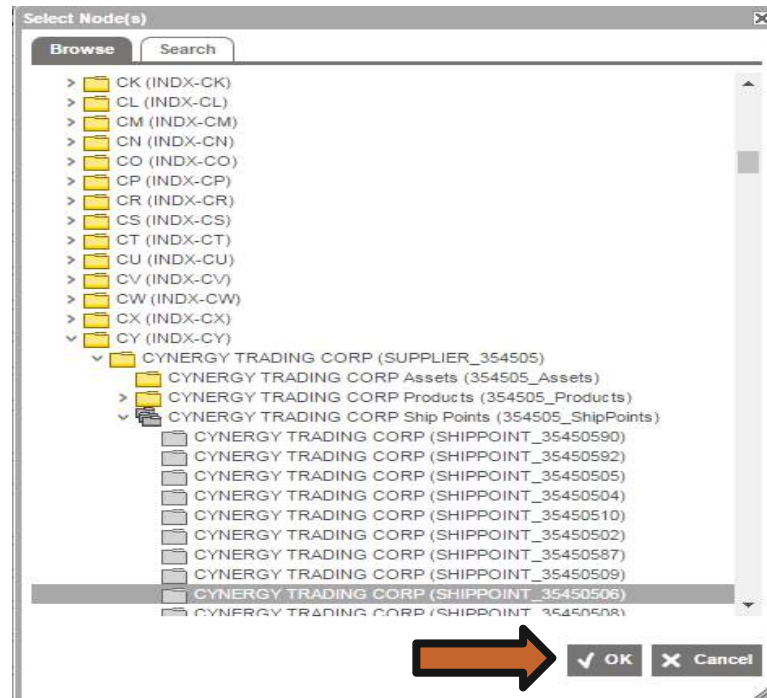 Select Node(s)
Browse Search
CK (INDX-CK)
CL (INDX-CL)
CM (INDX-CM)
CN (INDX-CN)
CO (INDX-CO)
CP (INDX-CP)
CR (INDX-CR)
CS (INDX-CS)
CT (INDX-CT)
CU (INDX-CU)
CV (INDX-CV)
CW (INDX-CW)
CX (INDX-CX)
CY (INDX-CY)
CYNERGY TRADING CORP (SUPPLIER_354505)
CYNERGY TRADING CORP Assets (354505_Assets)
CYNERGY TRADING CORP Products (354505_Products)
CYNERGY TRADING CORP Ship Points (354505_ShipPoints)
CYNERGY TRADING CORP (SHIPPOINT_35450590)
CYNERGY TRADING CORP (SHIPPOINT_35450592)
CYNERGY TRADING CORP (SHIPPOINT_35450505)
CYNERGY TRADING CORP (SHIPPOINT_35450504)
CYNERGY TRADING CORP (SHIPPOINT_35450510)
CYNERGY TRADING CORP (SHIPPOINT_35450502)
CYNERGY TRADING CORP (SHIPPOINT_35450587)
CYNERGY TRADING CORP (SHIPPOINT_35450509)
CYNERGY TRADING CORP (SHIPPOINT_35450506)
CYNERGY TRADING CORP (SHIPPOINT_35450508)
OK Cancel